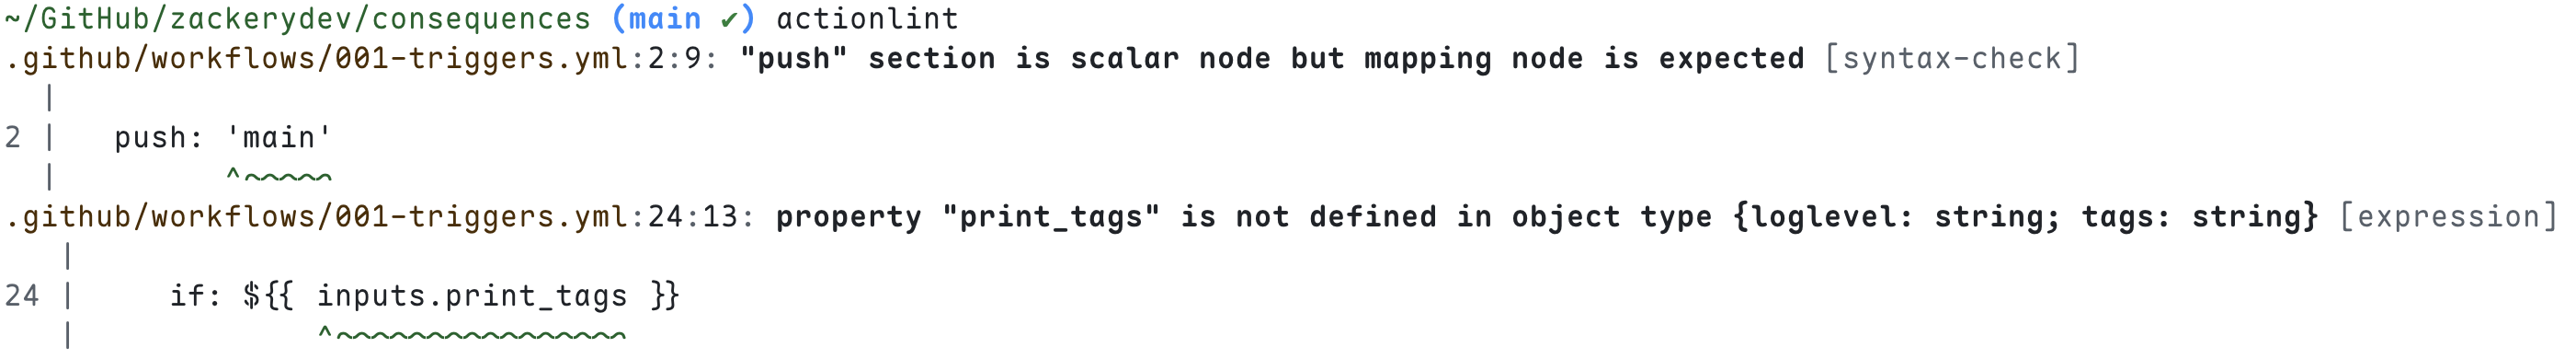 ~/GitHub/zackerydev/consequences (main ✔) actionlint
.github/workflows/001-triggers.yml:2:9: "push" section is scalar node but mapping node is expected [syntax-check]
  |
2 |   push: 'main'
  |         ^~~~~~
.github/workflows/001-triggers.yml:24:13: property "print_tags" is not defined in object type {loglevel: string; tags: string} [expression]
   |
24 |     if: ${{ inputs.print_tags }}
   |             ^~~~~~~~~~~~~~~~~